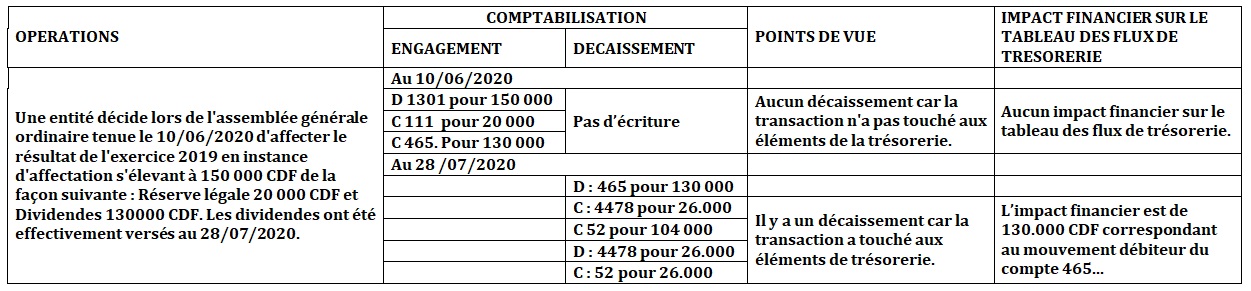 OPERATIONS
COMPTABILISATION
ENGAGEMENT
DECAISSEMENT
POINTS DE VUE
IMPACT FINANCIER SUR LE
TABLEAU DES FLUX DE
TRESORERIE
Une entité décide lors de l'assemblée générale
ordinaire tenue le 10/06/2020 d'affecter le
résultat de l'exercice 2019 en instance
d'affectation s'élevant à 150 000 CDF de la
façon suivante : Réserve légale 20 000 CDF et
Dividendes 130000 CDF. Les dividendes ont été
effectivement versés au 28/07/2020.
Au 10/06/2020
D 1301 pour 150 000
C 111 pour 20 000
C 465. Pour 130 000
Pas d'écriture
Aucun décaissement car la
transaction n'a pas touché aux
éléments de la trésorerie.
Aucun impact financier sur le
tableau des flux de trésorerie.
Au 28 /07/2020
D : 465 pour 130 000
C : 4478 pour 26.000
C 52 pour 104 000
D : 4478 pour 26.000
C : 52 pour 26.000
Il y a un décaissement car la
transaction a touché aux
éléments de trésorerie.
L'impact financier est de
130.000 CDF correspondant
au mouvement débiteur du
compte 465…